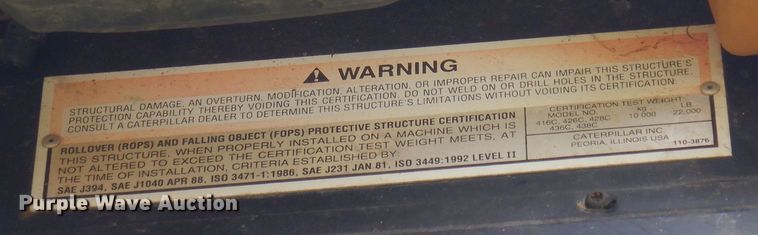 ⚠ WARNING
STRUCTURAL DAMAGE, AN OVERTURN, MODIFICATION, ALTERATION, OR IMPROPER REPAIR CAN IMPAIR THIS STRUCTURE'S
PROTECTION CAPABILITY THEREBY VOIDING THIS CERTIFICATION. DO NOT WELD ON OR DRILL HOLES IN THE STRUCTURE.
CONSULT A CATERPILLAR DEALER TO DETERMINE THIS STRUCTURE'S LIMITATIONS WITHOUT VOIDING ITS CERTIFICATION.
ROLLOVER (ROPS) AND FALLING OBJECT (FOPS) PROTECTIVE STRUCTURE CERTIFICATION
THIS STRUCTURE, WHEN PROPERLY INSTALLED ON A MACHINE WHICH IS
NOT ALTERED TO EXCEED THE CERTIFICATION TEST WEIGHT MEETS, AT
THE TIME OF INSTALLATION, CRITERIA ESTABLISHED BY:
SAE J394, SAE J1040 APR 88, ISO 3471-1:1986, SAE J231 JAN 81, ISO 3449:1992 LEVEL II
CERTIFICATION TEST WEIGHT
MODEL NO. kg LB
416C, 426C, 428C 10 000 22,000
436C, 438C
CATERPILLAR INC.
PEORIA, ILLINOIS USA 110-3876
Purple Wave Auction